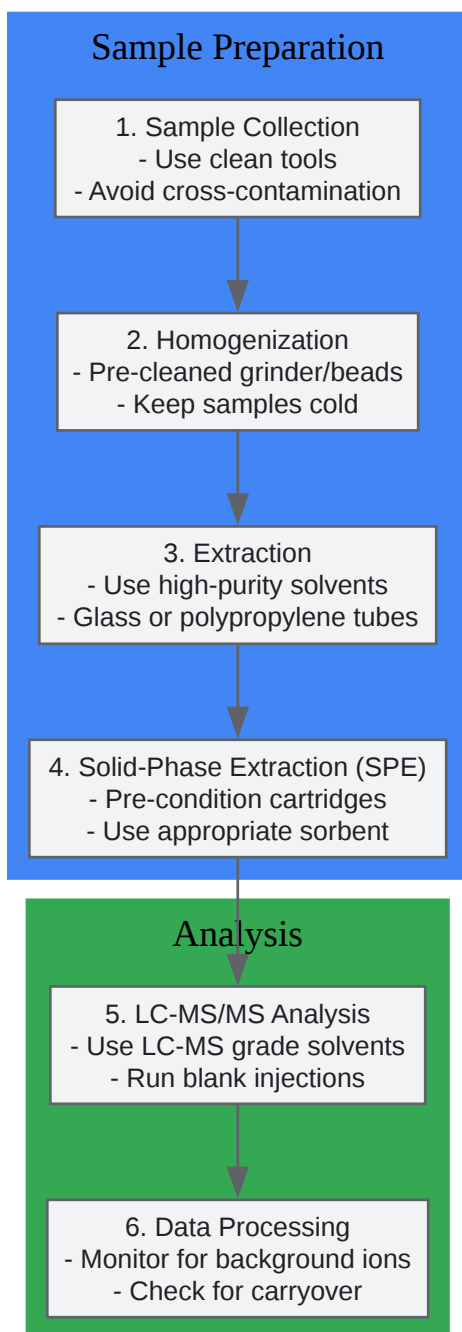 Sample Preparation
1. Sample Collection
- Use clean tools
- Avoid cross-contamination
2. Homogenization
- Pre-cleaned grinder/beads
- Keep samples cold
3. Extraction
- Use high-purity solvents
- Glass or polypropylene tubes
4. Solid-Phase Extraction (SPE)
- Pre-condition cartridges
- Use appropriate sorbent
Analysis
5. LC-MS/MS Analysis
- Use LC-MS grade solvents
- Run blank injections
6. Data Processing
- Monitor for background ions
- Check for carryover